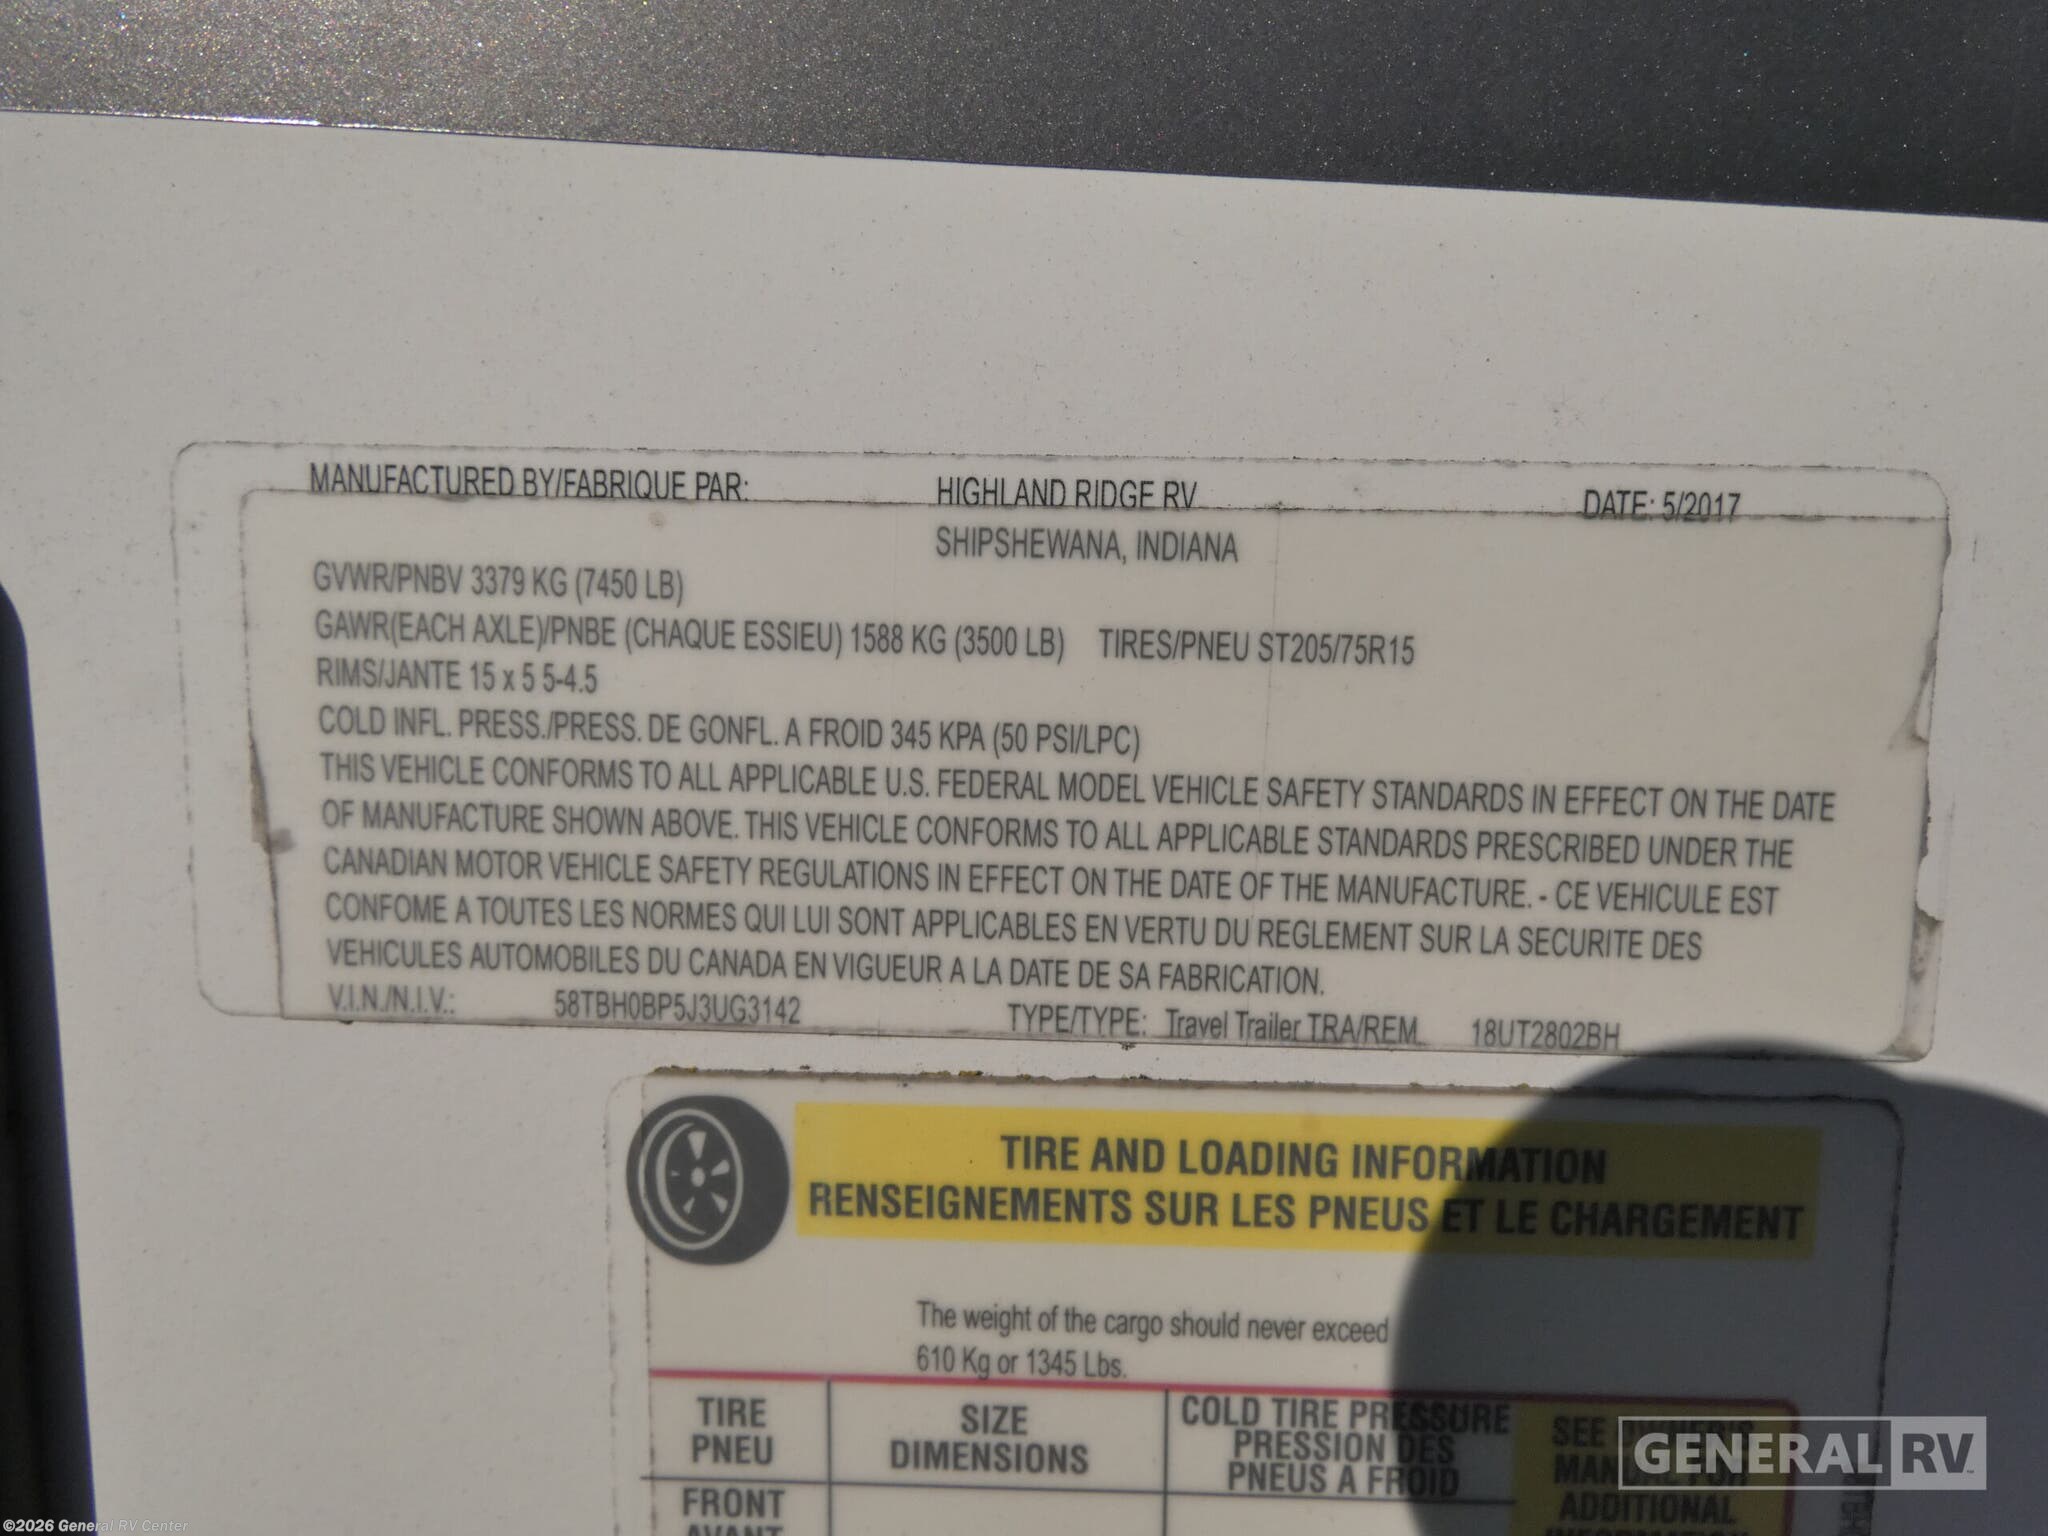 MANUFACTURED BY/FABRIQUE PAR: HIGHLAND RIDGE RV DATE: 5/2017
SHIPSHEWANA, INDIANA
GVWR/PNBV 3379 KG (7450 LB)
GAWR(EACH AXLE)/PNBE (CHAQUE ESSIEU) 1588 KG (3500 LB) TIRES/PNEU ST205/75R15
RIMS/JANTE 15 x 5 5-4.5
COLD INFL. PRESS./PRESS. DE GONFL. A FROID 345 KPA (50 PSI/LPC)
THIS VEHICLE CONFORMS TO ALL APPLICABLE U.S. FEDERAL MODEL VEHICLE SAFETY STANDARDS IN EFFECT ON THE DATE
OF MANUFACTURE SHOWN ABOVE. THIS VEHICLE CONFORMS TO ALL APPLICABLE STANDARDS PRESCRIBED UNDER THE
CANADIAN MOTOR VEHICLE SAFETY REGULATIONS IN EFFECT ON THE DATE OF THE MANUFACTURE. - CE VEHICULE EST
CONFOME A TOUTES LES NORMES QUI LUI SONT APPLICABLES EN VERTU DU REGLEMENT SUR LA SECURITE DES
VEHICULES AUTOMOBILES DU CANADA EN VIGUEUR A LA DATE DE SA FABRICATION.
V.I.N./N.I.V.: 58TBH0BP5J3UG3142 TYPE/TYPE: Travel Trailer TRA/REM 18UT2802BH
TIRE AND LOADING INFORMATION
RENSEIGNEMENTS SUR LES PNEUS ET LE CHARGEMENT
The weight of the cargo should never exceed
610 Kg or 1345 Lbs.
TIRE
PNEU
SIZE
DIMENSIONS
COLD TIRE PRESSURE
PRESSION DES
PNEUS A FROID
SEE OWNER'S
MANUAL FOR
ADDITIONAL
INFORMATION
FRONT
AVANT
GENERAL RV
©2026 General RV Center